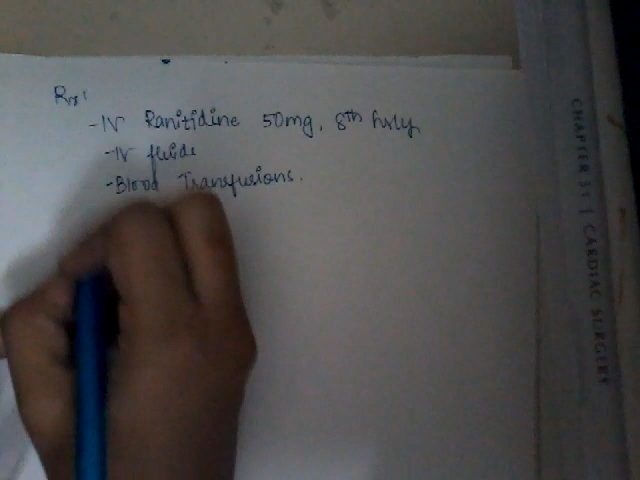 Rx:
-IV Ranitidine 50mg, 8th hrly
-IV fluids
-Blood Transfusions.
CHAPTER 51 | CARDIAC SURGERY